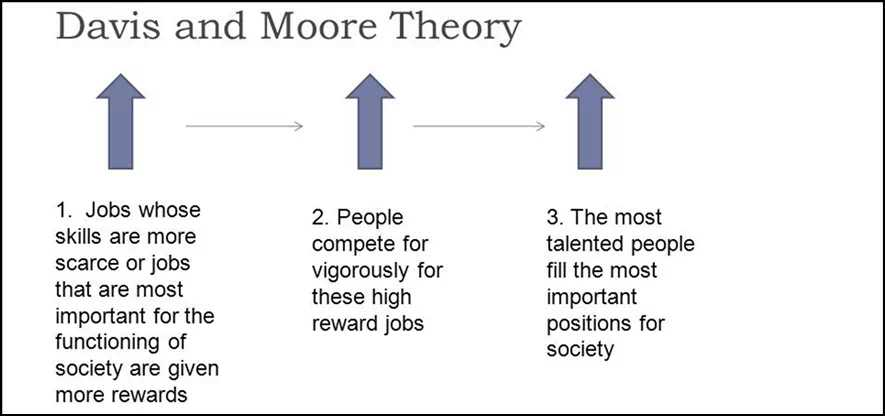 Davis and Moore Theory
1. Jobs whose
skills are more
scarce or jobs
that are most
important for the
functioning of
society are given
more rewards
2. People
compete for
vigorously for
these high
reward jobs
3. The most
talented people
fill the most
important
positions for
society